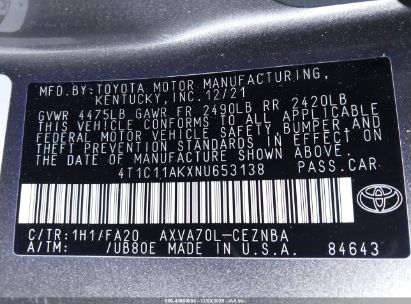 MFD.BY: TOYOTA MOTOR MANUFACTURING,
KENTUCKY, INC. 12/21
GVWR 4475LB GAWR FR 2490LB RR 2420LB
THIS VEHICLE CONFORMS TO ALL APPLICABLE
FEDERAL MOTOR VEHICLE SAFETY, BUMPER, AND
THEFT PREVENTION STANDARDS IN EFFECT ON
THE DATE OF MANUFACTURE SHOWN ABOVE.
4T1C11AKXNU653138 PASS. CAR
C/TR: 1H1/FA20 AXVA70L-CEZNBA
A/TM: /UB80E MADE IN U.S.A. 84643
TOYOTA